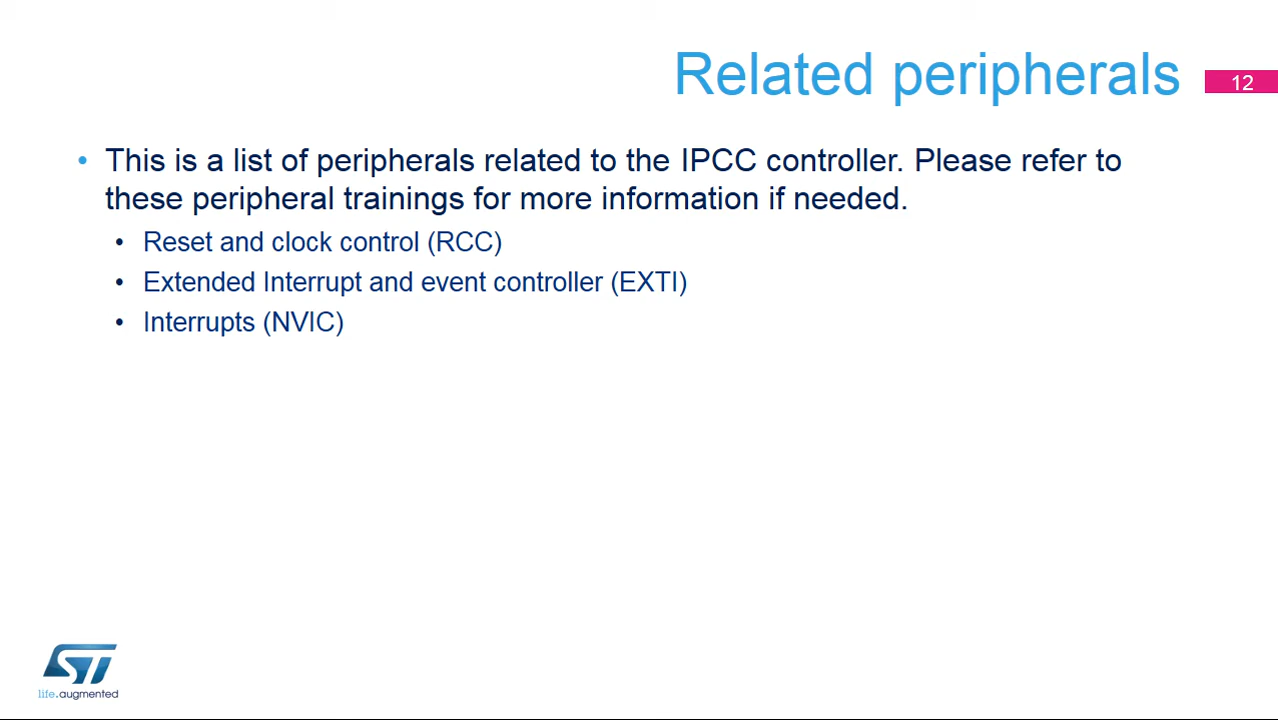 Related peripherals
12
• This is a list of peripherals related to the IPCC controller. Please refer to
these peripheral trainings for more information if needed.
• Reset and clock control (RCC)
• Extended Interrupt and event controller (EXTI)
• Interrupts (NVIC)
ST
life.augmented